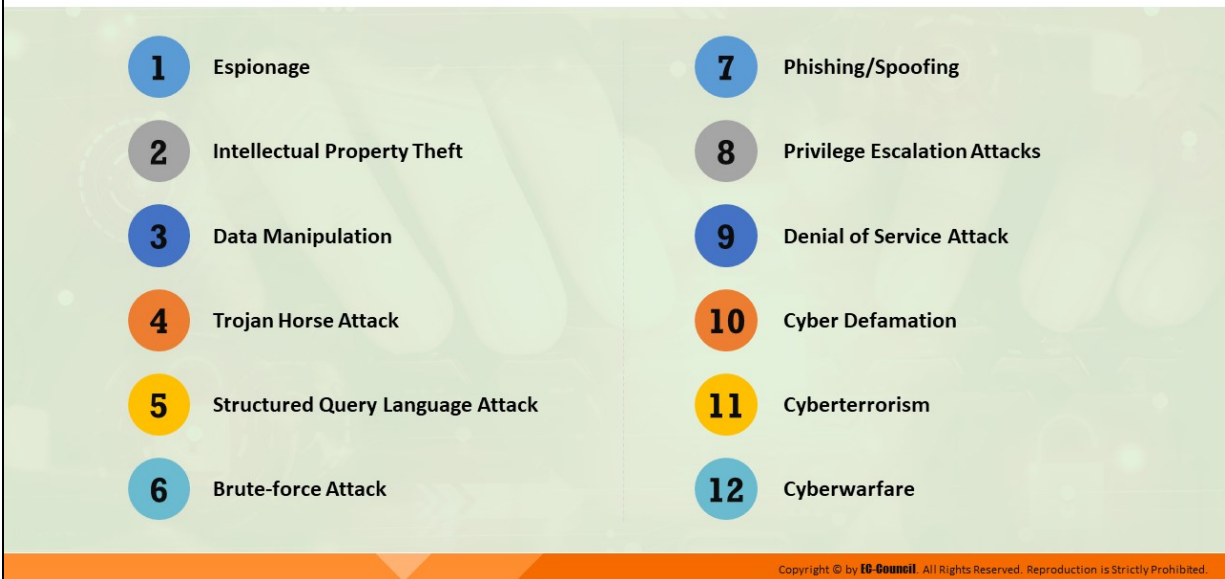 1 Espionage
2 Intellectual Property Theft
3 Data Manipulation
4 Trojan Horse Attack
5 Structured Query Language Attack
6 Brute-force Attack
7 Phishing/Spoofing
8 Privilege Escalation Attacks
9 Denial of Service Attack
10 Cyber Defamation
11 Cyberterrorism
12 Cyberwarfare
Copyright © by EC-Council. All Rights Reserved. Reproduction is Strictly Prohibited.